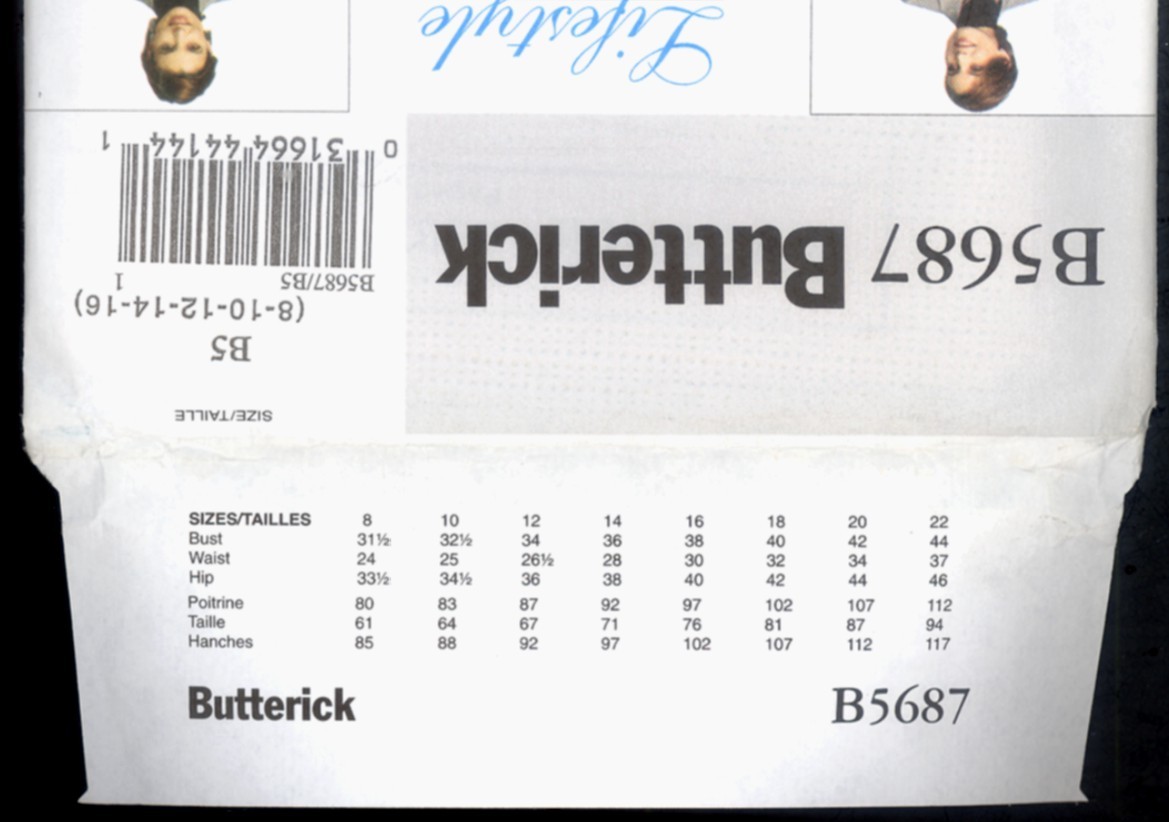 Lifestyle
0 31664 44144 1
B5687/B5 1
(8-10-12-14-16)
B5
SIZE/TAILLE
B5687 Butterick
SIZES/TAILLES 8 10 12 14 16 18 20 22
Bust 31½ 32½ 34 36 38 40 42 44
Waist 24 25 26½ 28 30 32 34 37
Hip 33½ 34½ 36 38 40 42 44 46
Poitrine 80 83 87 92 97 102 107 112
Taille 61 64 67 71 76 81 87 94
Hanches 85 88 92 97 102 107 112 117
Butterick B5687